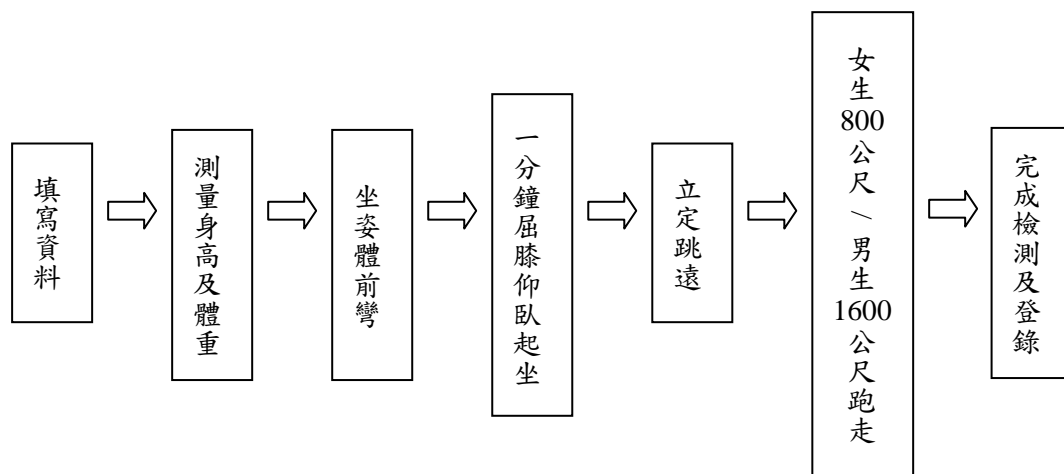 填寫資料
測量身高及體重
坐姿體前彎
一分鐘屈膝仰臥起坐
立定跳遠
女生800公尺/男生1600公尺跑走
完成檢測及登錄